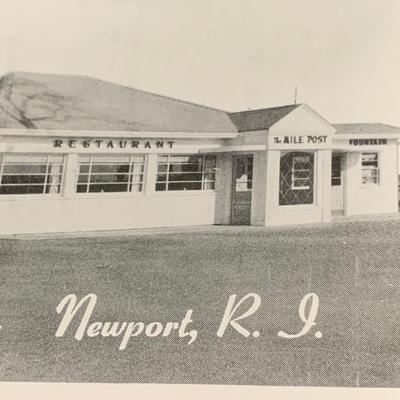 The MILE POST
RESTAURANT
FOUNTAIN
Newport, R. I.